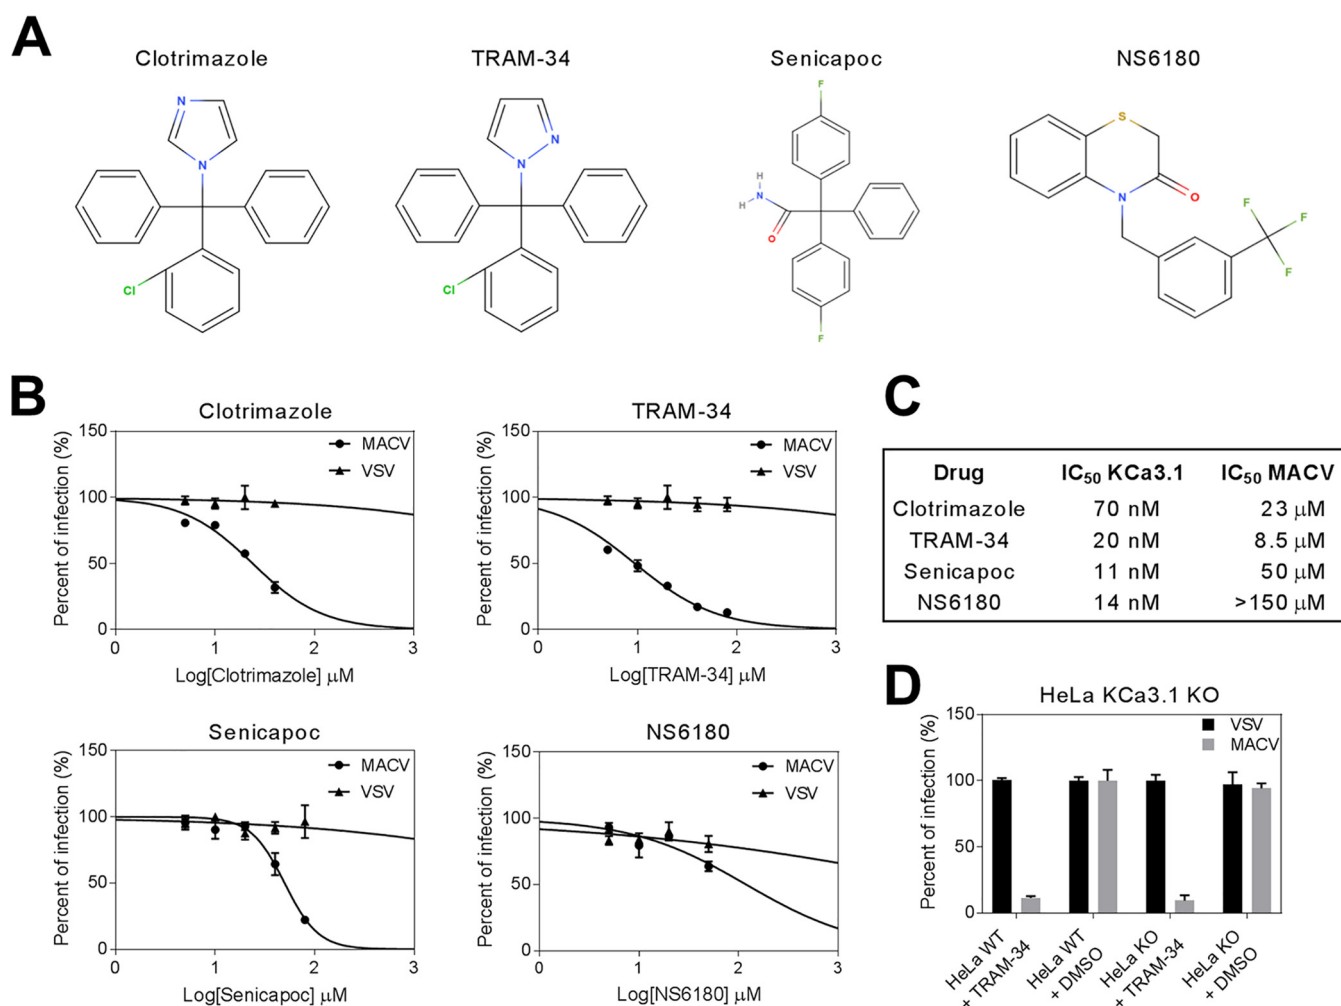 A
Clotrimazole
TRAM-34
Senicapoc
NS6180
N
N
Cl
N
N
Cl
F
H
H
N
O
F
S
N
O
F
F
F
B
Clotrimazole
Percent of infection (%)
150
100
50
0
MACV
VSV
0 1 2 3
Log[Clotrimazole] μM
TRAM-34
Percent of infection (%)
150
100
50
0
MACV
VSV
0 1 2 3
Log[TRAM-34] μM
Senicapoc
Percent of infection (%)
150
100
50
0
MACV
VSV
0 1 2 3
Log[Senicapoc] μM
NS6180
Percent of infection (%)
150
100
50
0
MACV
VSV
0 1 2 3
Log[NS6180] μM
C
Drug IC50 KCa3.1 IC50 MACV
Clotrimazole 70 nM 23 μM
TRAM-34 20 nM 8.5 μM
Senicapoc 11 nM 50 μM
NS6180 14 nM >150 μM
D
HeLa KCa3.1 KO
Percent of infection (%)
150
100
50
0
VSV
MACV
HeLa WT
+ TRAM-34
HeLa WT
+ DMSO
HeLa KO
+ TRAM-34
HeLa KO
+ DMSO